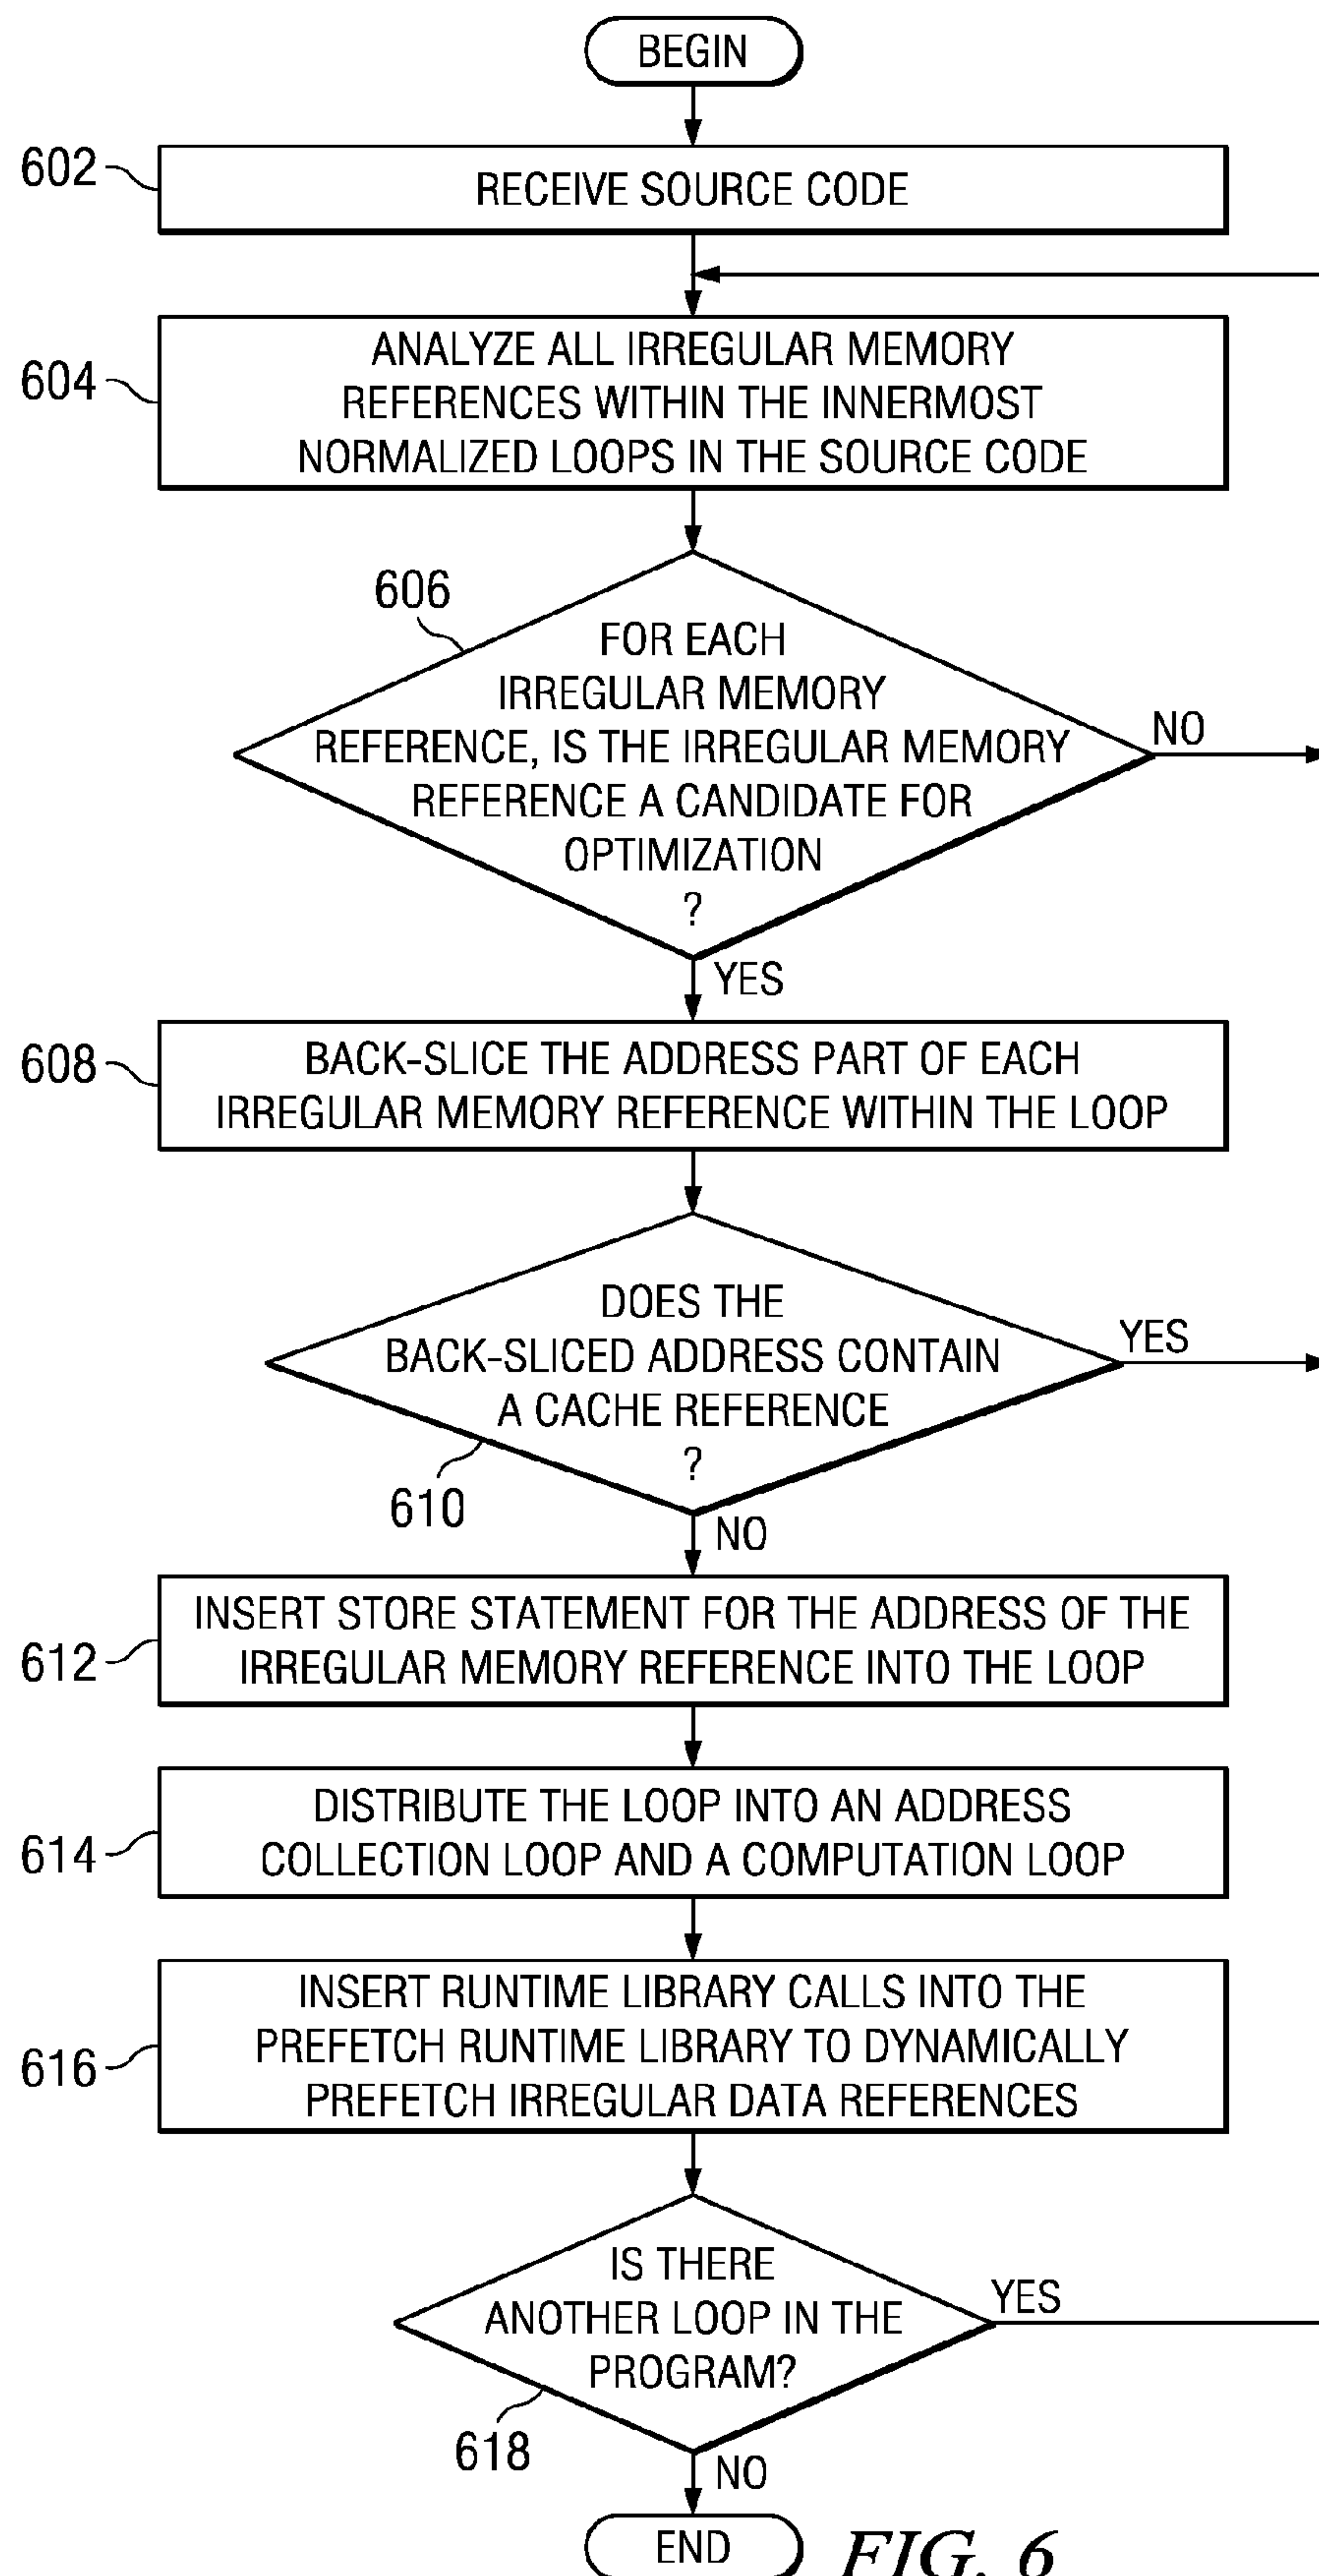 BEGIN
602
RECEIVE SOURCE CODE
604
ANALYZE ALL IRREGULAR MEMORY
REFERENCES WITHIN THE INNERMOST
NORMALIZED LOOPS IN THE SOURCE CODE
606
FOR EACH
IRREGULAR MEMORY
REFERENCE, IS THE IRREGULAR MEMORY
REFERENCE A CANDIDATE FOR
OPTIMIZATION
?
NO
YES
608
BACK-SLICE THE ADDRESS PART OF EACH
IRREGULAR MEMORY REFERENCE WITHIN THE LOOP
DOES THE
BACK-SLICED ADDRESS CONTAIN
A CACHE REFERENCE
?
YES
610
NO
612
INSERT STORE STATEMENT FOR THE ADDRESS OF THE
IRREGULAR MEMORY REFERENCE INTO THE LOOP
614
DISTRIBUTE THE LOOP INTO AN ADDRESS
COLLECTION LOOP AND A COMPUTATION LOOP
616
INSERT RUNTIME LIBRARY CALLS INTO THE
PREFETCH RUNTIME LIBRARY TO DYNAMICALLY
PREFETCH IRREGULAR DATA REFERENCES
IS THERE
ANOTHER LOOP IN THE
PROGRAM?
YES
618
NO
END
FIG. 6